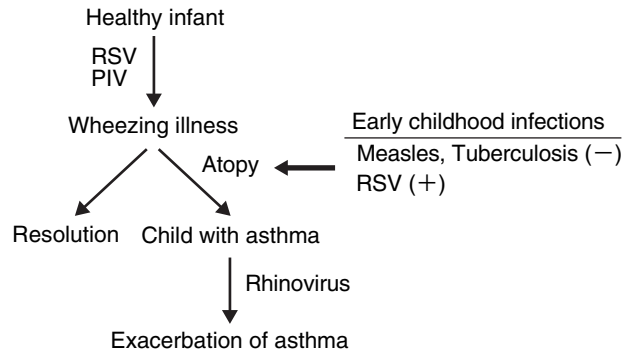 Healthy infant
RSV
PIV
Wheezing illness
Early childhood infections
Measles, Tuberculosis (−)
RSV (+)
Atopy
Resolution
Child with asthma
Rhinovirus
Exacerbation of asthma